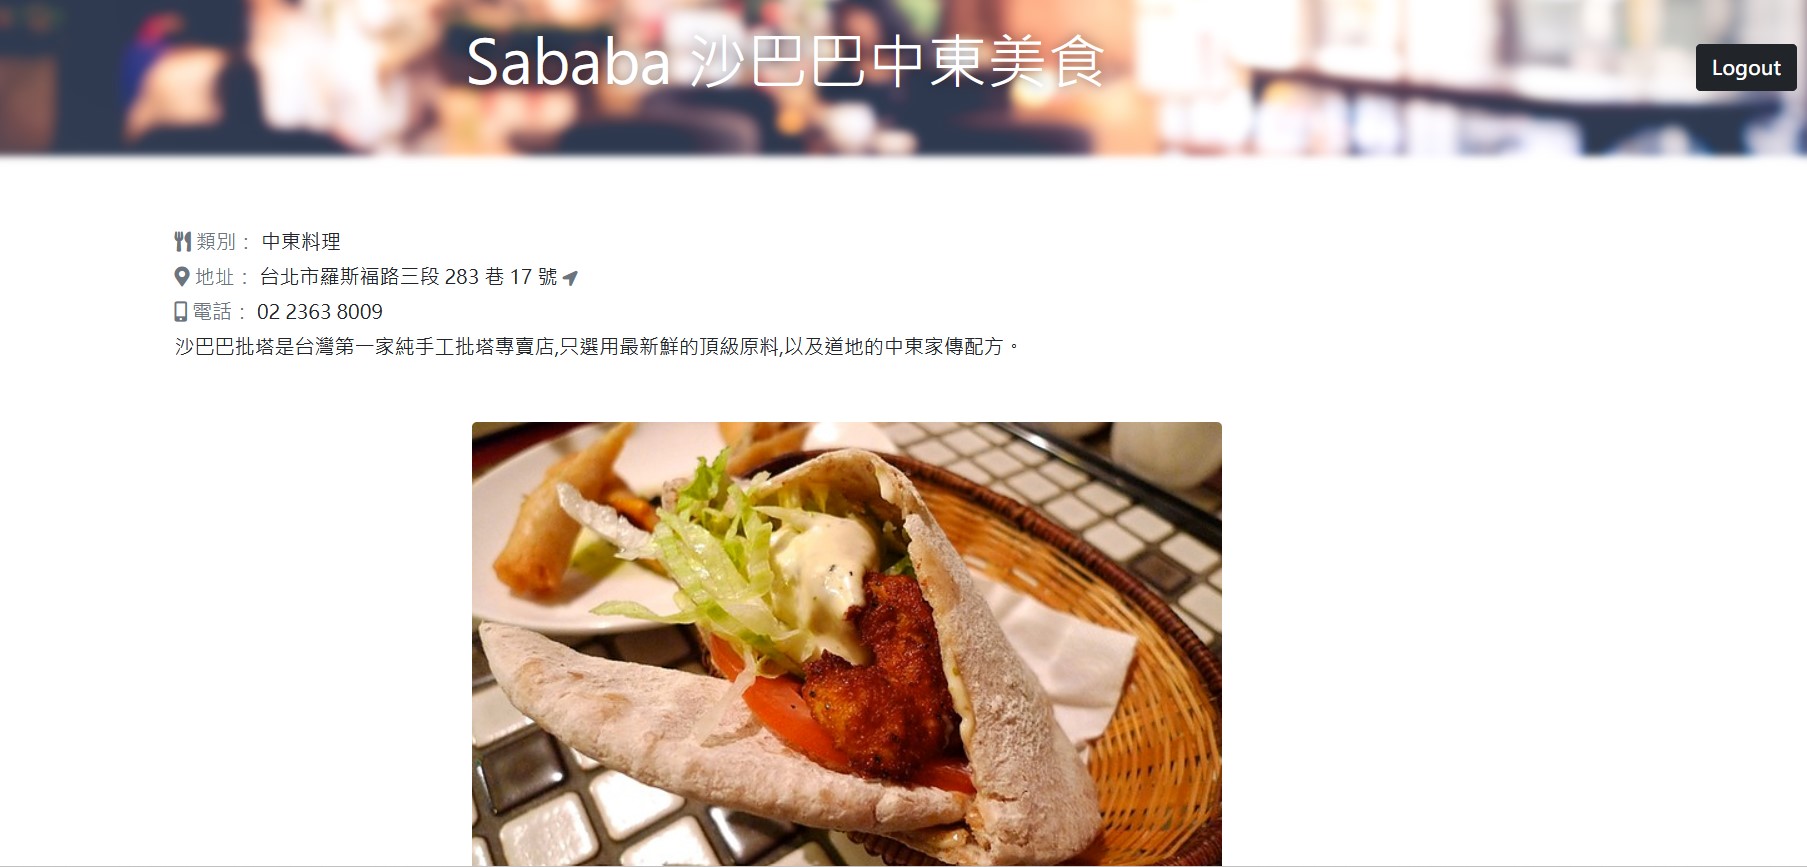 Sababa 沙巴巴中東美食
Logout
類別： 中東料理
地址： 台北市羅斯福路三段 283 巷 17 號
電話： 02 2363 8009
沙巴巴批塔是台灣第一家純手工批塔專賣店,只選用最新鮮的頂級原料,以及道地的中東家傳配方。